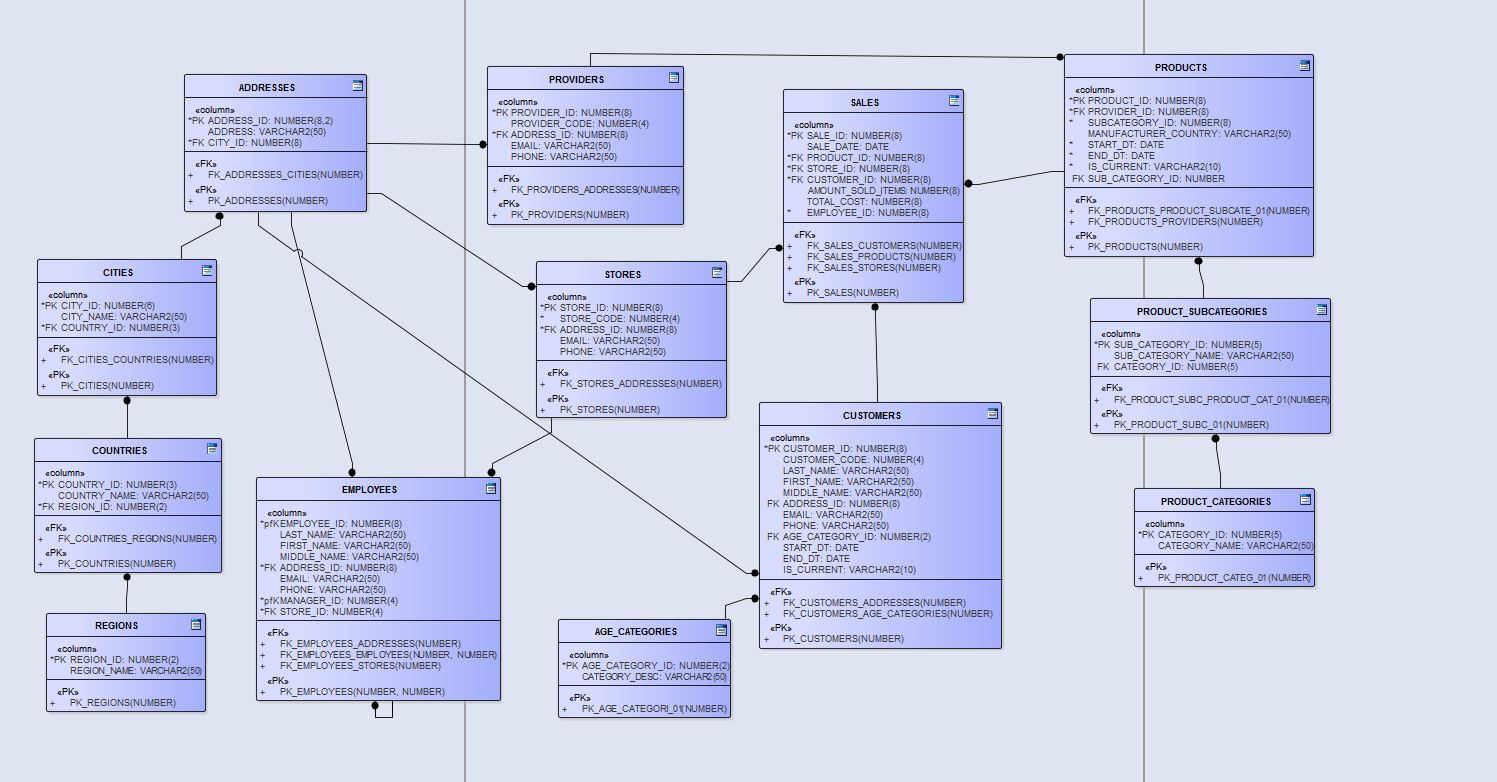 ADDRESSES
«column»
*PK ADDRESS_ID: NUMBER(8,2)
ADDRESS: VARCHAR2(50)
*FK CITY_ID: NUMBER(8)
«FK»
+ FK_ADDRESSES_CITIES(NUMBER)
«PK»
+ PK_ADDRESSES(NUMBER)
PROVIDERS
«column»
*PK PROVIDER_ID: NUMBER(8)
PROVIDER_CODE: NUMBER(4)
*FK ADDRESS_ID: NUMBER(8)
EMAIL: VARCHAR2(50)
PHONE: VARCHAR2(50)
«FK»
+ FK_PROVIDERS_ADDRESSES(NUMBER)
«PK»
+ PK_PROVIDERS(NUMBER)
SALES
«column»
*PK SALE_ID: NUMBER(8)
SALE_DATE: DATE
*FK PRODUCT_ID: NUMBER(8)
*FK STORE_ID: NUMBER(8)
*FK CUSTOMER_ID: NUMBER(8)
AMOUNT_SOLD_ITEMS: NUMBER(8)
TOTAL_COST: NUMBER(8)
* EMPLOYEE_ID: NUMBER(8)
«FK»
+ FK_SALES_CUSTOMERS(NUMBER)
+ FK_SALES_PRODUCTS(NUMBER)
+ FK_SALES_STORES(NUMBER)
«PK»
+ PK_SALES(NUMBER)
PRODUCTS
«column»
*PK PRODUCT_ID: NUMBER(8)
*FK PROVIDER_ID: NUMBER(8)
* SUBCATEGORY_ID: NUMBER(8)
MANUFACTURER_COUNTRY: VARCHAR2(50)
* START_DT: DATE
* END_DT: DATE
* IS_CURRENT: VARCHAR2(10)
FK SUB_CATEGORY_ID: NUMBER
«FK»
+ FK_PRODUCTS_PRODUCT_SUBCATE_01(NUMBER)
+ FK_PRODUCTS_PROVIDERS(NUMBER)
«PK»
+ PK_PRODUCTS(NUMBER)
CITIES
«column»
*PK CITY_ID: NUMBER(6)
CITY_NAME: VARCHAR2(50)
*FK COUNTRY_ID: NUMBER(3)
«FK»
+ FK_CITIES_COUNTRIES(NUMBER)
«PK»
+ PK_CITIES(NUMBER)
STORES
«column»
*PK STORE_ID: NUMBER(8)
* STORE_CODE: NUMBER(4)
*FK ADDRESS_ID: NUMBER(8)
EMAIL: VARCHAR2(50)
PHONE: VARCHAR2(50)
«FK»
+ FK_STORES_ADDRESSES(NUMBER)
«PK»
+ PK_STORES(NUMBER)
PRODUCT_SUBCATEGORIES
«column»
*PK SUB_CATEGORY_ID: NUMBER(5)
SUB_CATEGORY_NAME: VARCHAR2(50)
FK CATEGORY_ID: NUMBER(5)
«FK»
+ FK_PRODUCT_SUBC_PRODUCT_CAT_01(NUMBER)
«PK»
+ PK_PRODUCT_SUBC_01(NUMBER)
COUNTRIES
«column»
*PK COUNTRY_ID: NUMBER(3)
COUNTRY_NAME: VARCHAR2(50)
*FK REGION_ID: NUMBER(2)
«FK»
+ FK_COUNTRIES_REGIONS(NUMBER)
«PK»
+ PK_COUNTRIES(NUMBER)
EMPLOYEES
«column»
*pfK EMPLOYEE_ID: NUMBER(8)
LAST_NAME: VARCHAR2(50)
FIRST_NAME: VARCHAR2(50)
MIDDLE_NAME: VARCHAR2(50)
*FK ADDRESS_ID: NUMBER(8)
EMAIL: VARCHAR2(50)
PHONE: VARCHAR2(50)
*pfK MANAGER_ID: NUMBER(4)
*FK STORE_ID: NUMBER(4)
«FK»
+ FK_EMPLOYEES_ADDRESSES(NUMBER)
+ FK_EMPLOYEES_EMPLOYEES(NUMBER, NUMBER)
+ FK_EMPLOYEES_STORES(NUMBER)
«PK»
+ PK_EMPLOYEES(NUMBER, NUMBER)
CUSTOMERS
«column»
*PK CUSTOMER_ID: NUMBER(8)
CUSTOMER_CODE: NUMBER(4)
LAST_NAME: VARCHAR2(50)
FIRST_NAME: VARCHAR2(50)
MIDDLE_NAME: VARCHAR2(50)
FK ADDRESS_ID: NUMBER(8)
EMAIL: VARCHAR2(50)
PHONE: VARCHAR2(50)
FK AGE_CATEGORY_ID: NUMBER(2)
START_DT: DATE
END_DT: DATE
IS_CURRENT: VARCHAR2(10)
«FK»
+ FK_CUSTOMERS_ADDRESSES(NUMBER)
+ FK_CUSTOMERS_AGE_CATEGORIES(NUMBER)
«PK»
+ PK_CUSTOMERS(NUMBER)
PRODUCT_CATEGORIES
«column»
*PK CATEGORY_ID: NUMBER(5)
CATEGORY_NAME: VARCHAR2(50)
«PK»
+ PK_PRODUCT_CATEG_01(NUMBER)
REGIONS
«column»
*PK REGION_ID: NUMBER(2)
REGION_NAME: VARCHAR2(50)
«PK»
+ PK_REGIONS(NUMBER)
AGE_CATEGORIES
«column»
*PK AGE_CATEGORY_ID: NUMBER(2)
CATEGORY_DESC: VARCHAR2(50)
«PK»
+ PK_AGE_CATEGORI_01(NUMBER)